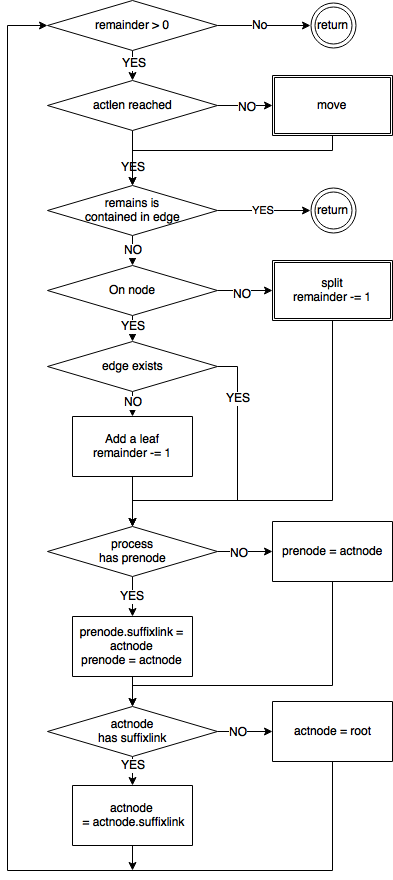 remainder > 0
No
return
YES
actlen reached
NO
move
YES
remains is
contained in edge
YES
return
NO
On node
NO
split
remainder -= 1
YES
edge exists
YES
NO
Add a leaf
remainder -= 1
process
has prenode
NO
prenode = actnode
YES
prenode.suffixlink =
actnode
prenode = actnode
actnode
has suffixlink
NO
actnode = root
YES
actnode
= actnode.suffixlink